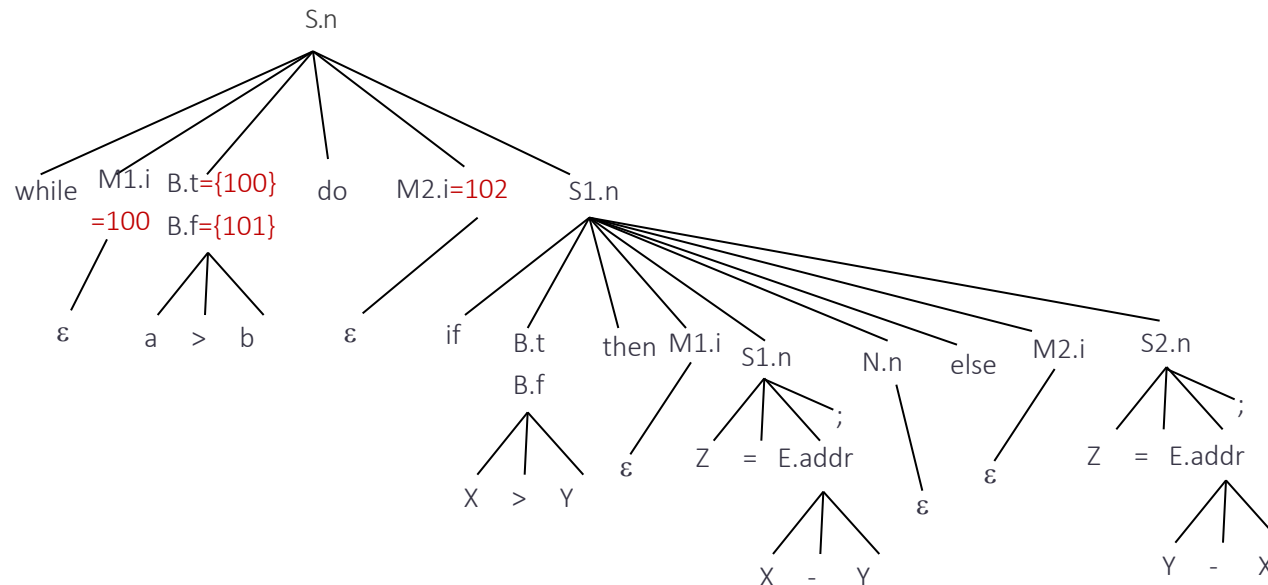 S.n
while M1.i B.t={100} do M2.i=102 S1.n
=100 B.f={101}
ε a > b ε if B.t then M1.i S1.n N.n else M2.i S2.n
B.f
; ;
ε Z = E.addr ε Z = E.addr
X > Y ε
X - Y Y - X